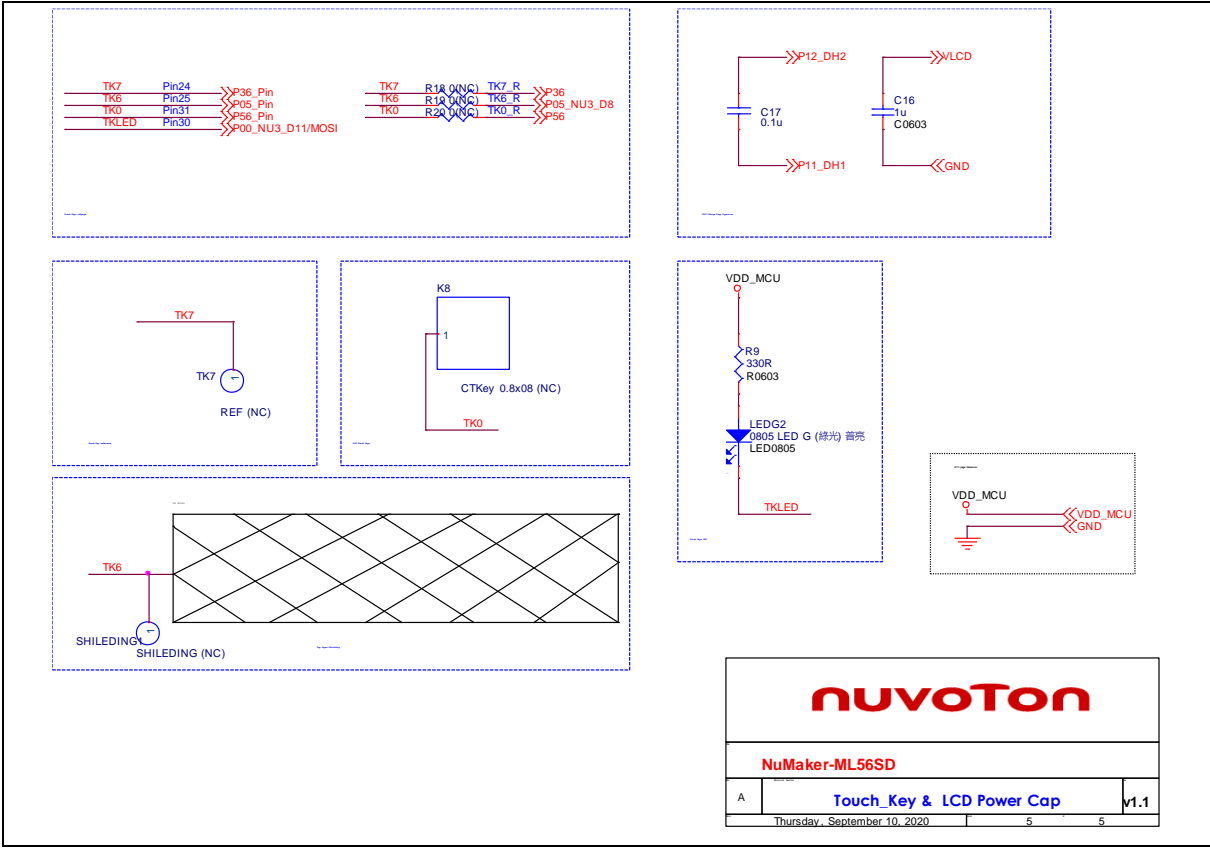 TK7 Pin24 P36_Pin
TK6 Pin25 P05_Pin
TK0 Pin31 P56_Pin
TKLED Pin30 P00_NU3_D11/MOSI
TK7 R18 0(NC) TK7_R P36
TK6 R19 0(NC) TK6_R P05_NU3_D8
TK0 R20 0(NC) TK0_R P56
P12_DH2
C17
0.1u
P11_DH1
VLCD
C16
1u
C0603
GND
TK7
TK7
1
REF (NC)
K8
1
CTKey 0.8x08 (NC)
TK0
VDD_MCU
R9
330R
R0603
LEDG2
0805 LED G (綠光) 普亮
LED0805
TKLED
VDD_MCU
VDD_MCU
GND
TK6
1
SHILEDING1
SHILEDING (NC)
nuvoTon
NuMaker-ML56SD
A
Touch_Key & LCD Power Cap
v1.1
Thursday, September 10, 2020
5 5